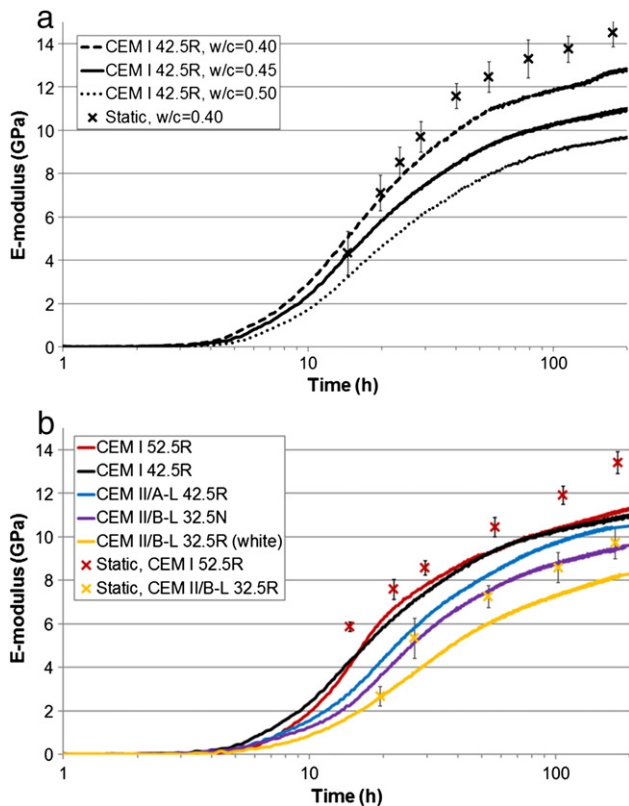 a
14
12
10
8
6
4
2
0
E-modulus (GPa)
CEM I 42.5R, w/c=0.40
CEM I 42.5R, w/c=0.45
CEM I 42.5R, w/c=0.50
Static, w/c=0.40
1
10
100
Time (h)
b
14
12
10
8
6
4
2
0
E-modulus (GPa)
CEM I 52.5R
CEM I 42.5R
CEM II/A-L 42.5R
CEM II/B-L 32.5N
CEM II/B-L 32.5R (white)
Static, CEM I 52.5R
Static, CEM II/B-L 32.5R
1
10
100
Time (h)